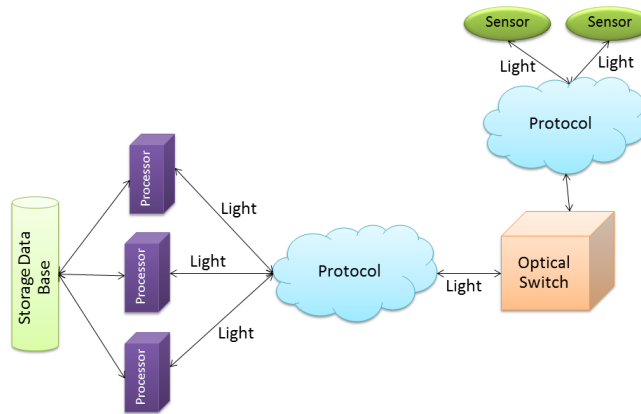 Sensor
Sensor
Light
Light
Protocol
Processor
Light
Storage Data
Base
Processor
Light
Protocol
Light
Optical
Switch
Light
Processor